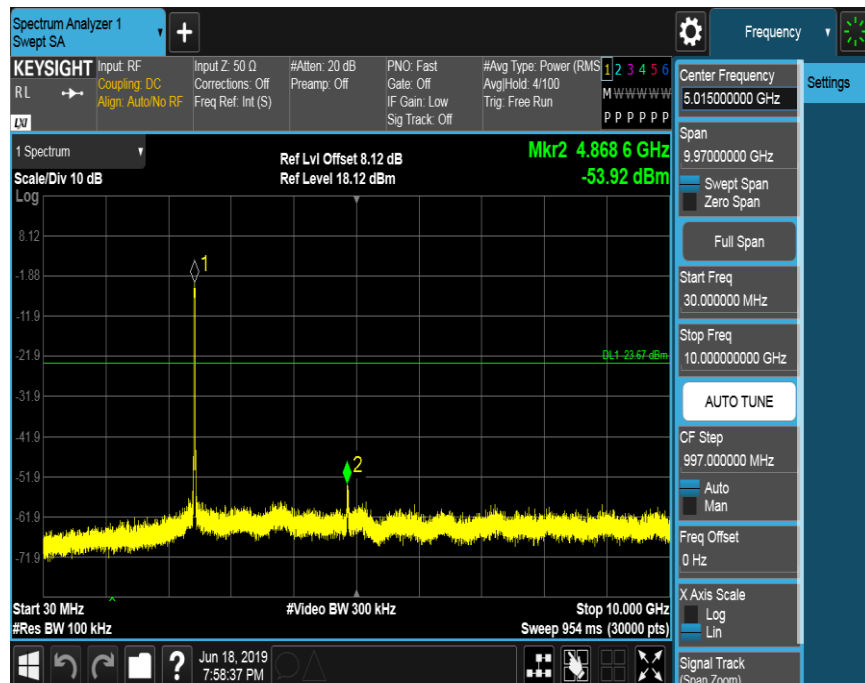 Spectrum Analyzer 1
Swept SA
+
Frequency
KEYSIGHT
RL
LXI
Input: RF
Coupling: DC
Align: Auto/No RF
Input Z: 50 Ω
Corrections: Off
Freq Ref: Int (S)
#Atten: 20 dB
Preamp: Off
PNO: Fast
Gate: Off
IF Gain: Low
Sig Track: Off
#Avg Type: Power (RMS
Avg|Hold: 4/100
Trig: Free Run
1 2 3 4 5 6
M W W W W W
P P P P P P
1 Spectrum
Scale/Div 10 dB
Log
Ref Lvl Offset 8.12 dB
Ref Level 18.12 dBm
Mkr2 4.868 6 GHz
-53.92 dBm
8.12
-1.88
-11.9
-21.9
-31.9
-41.9
-51.9
-61.9
-71.9
1
2
DL1 -23.67 dBm
Start 30 MHz
#Res BW 100 kHz
#Video BW 300 kHz
Stop 10.000 GHz
Sweep 954 ms (30000 pts)
?
Jun 18, 2019
7:58:37 PM
Center Frequency
5.015000000 GHz
Span
9.97000000 GHz
Swept Span
Zero Span
Full Span
Start Freq
30.000000 MHz
Stop Freq
10.000000000 GHz
AUTO TUNE
CF Step
997.000000 MHz
Auto
Man
Freq Offset
0 Hz
X Axis Scale
Log
Lin
Signal Track
(Span Zoom)
Settings